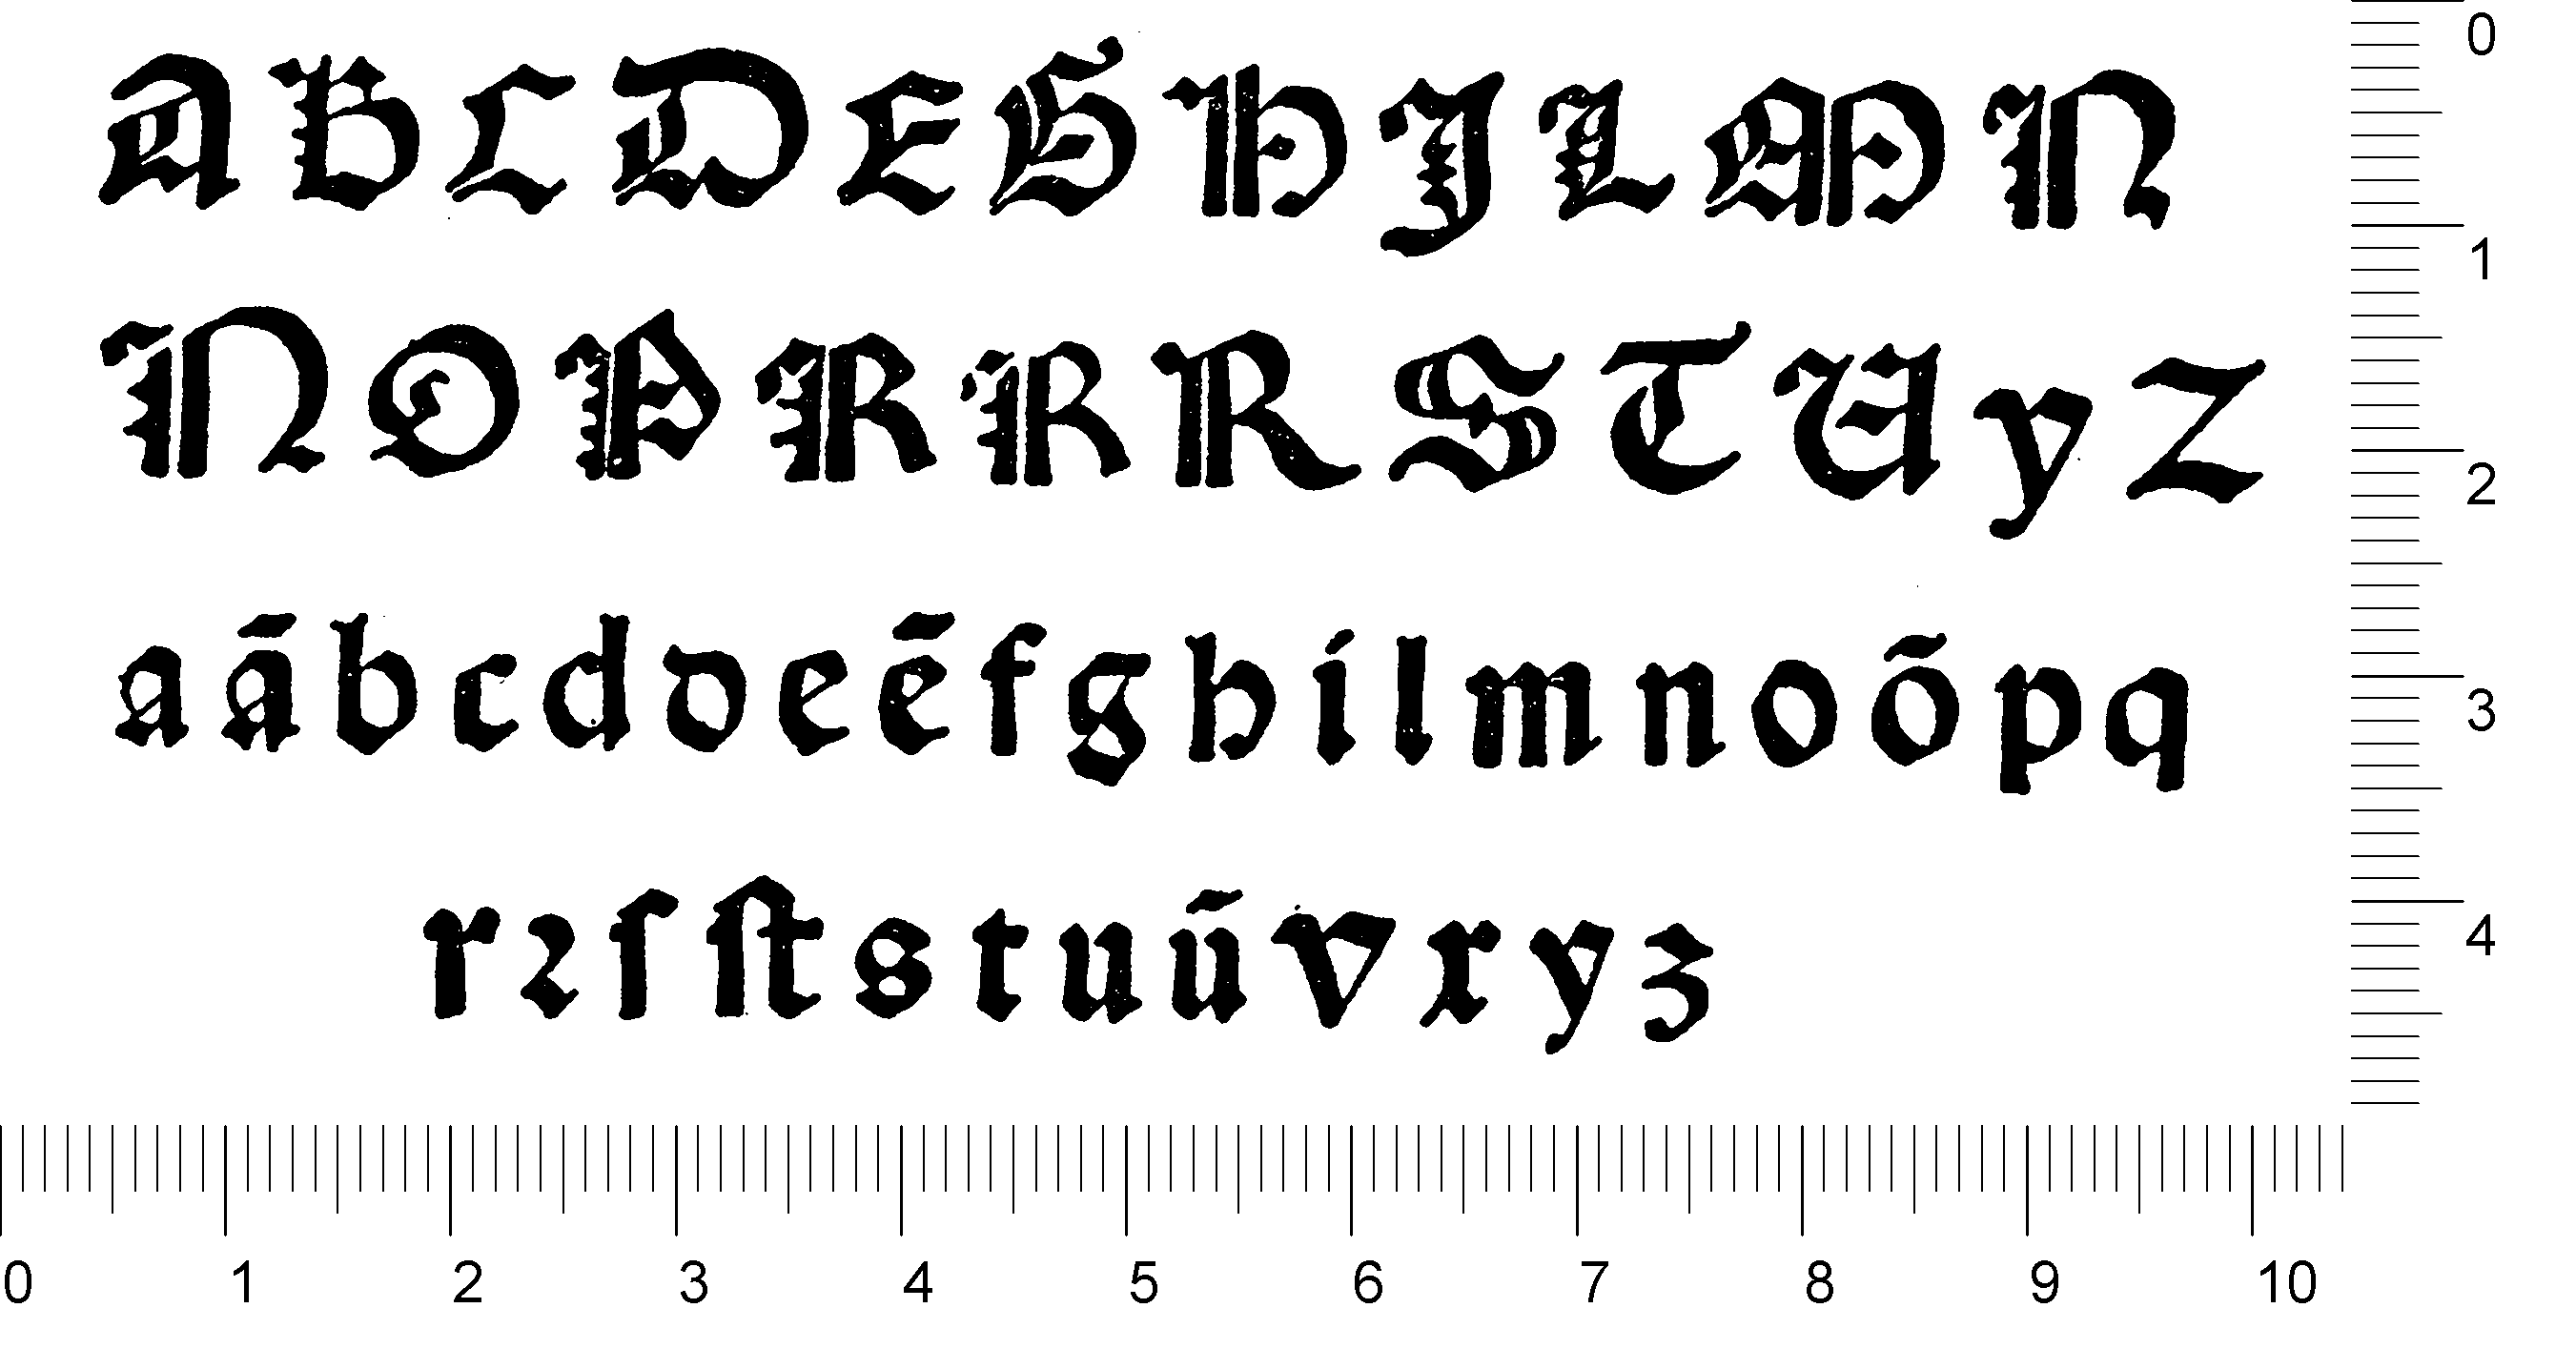 A B C D E G H J L M N
N O P R R R S T U y Z
a ā b c d d e ē f g h i l m n o ō p q
r ꝛ ſ ſt s t u ū v x y z
0 1 2 3 4 5 6 7 8 9 10
0
1
2
3
4